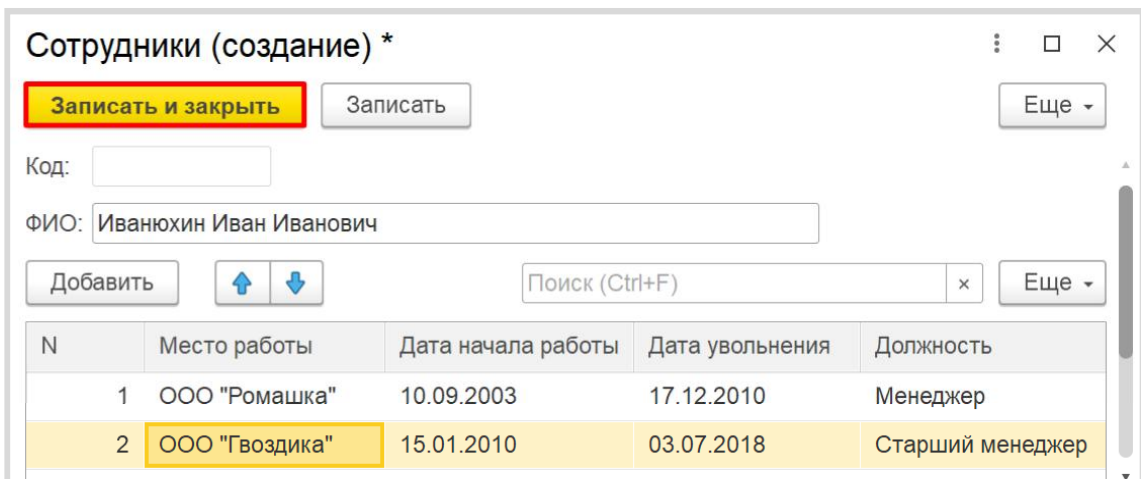 Сотрудники (создание) *
Записать и закрыть Записать Еще
Код:
ФИО: Иванюхин Иван Иванович
Добавить Поиск (Ctrl+F) × Еще
N Место работы Дата начала работы Дата увольнения Должность
1 ООО "Ромашка" 10.09.2003 17.12.2010 Менеджер
2 ООО "Гвоздика" 15.01.2010 03.07.2018 Старший менеджер